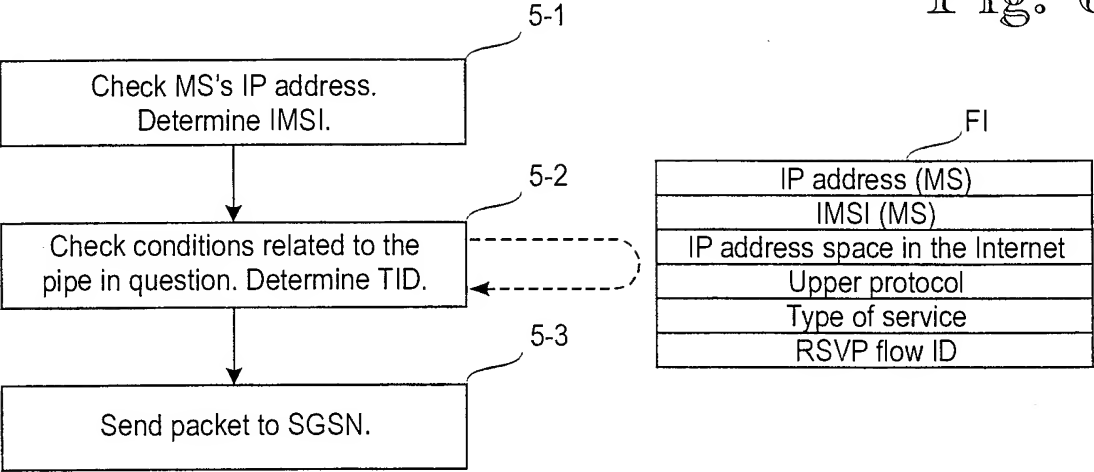 Fig.
5-1
Check MS's IP address.
Determine IMSI.
5-2
Check conditions related to the
pipe in question. Determine TID.
5-3
Send packet to SGSN.
FI
IP address (MS)
IMSI (MS)
IP address space in the Internet
Upper protocol
Type of service
RSVP flow ID